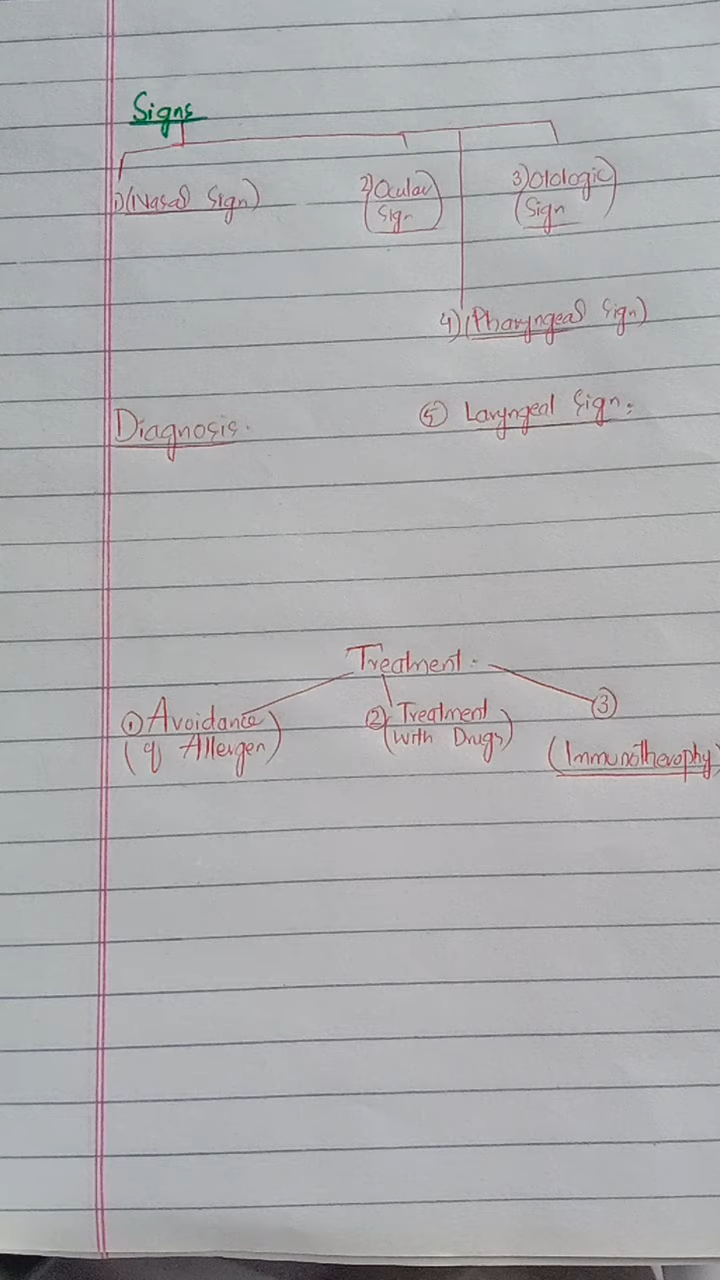 Signs
1) (Nasal Sign)
2) Ocular
(Sign
3) Otologic)
(Sign
4) (Pharyngeal Sign)
Diagnosis.
⑤ Laryngeal Sign:
Treatment.
① Avoidance)
(of Allergen)
② Treatment
(with Drugs)
③
(Immunotherophy)